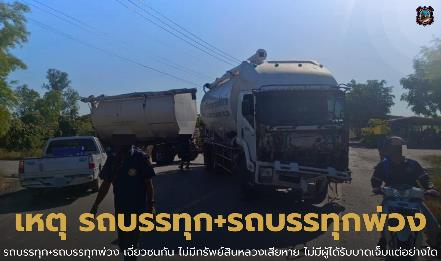 เหตุ รถบรรทุก+รถบรรทุกพ่วง
รถบรรทุก+รถบรรทุกพ่วง เฉี่ยวชนกัน ไม่มีทรัพย์สินหลวงเสียหาย ไม่มีผู้ได้รับบาดเจ็บแต่อย่างใด